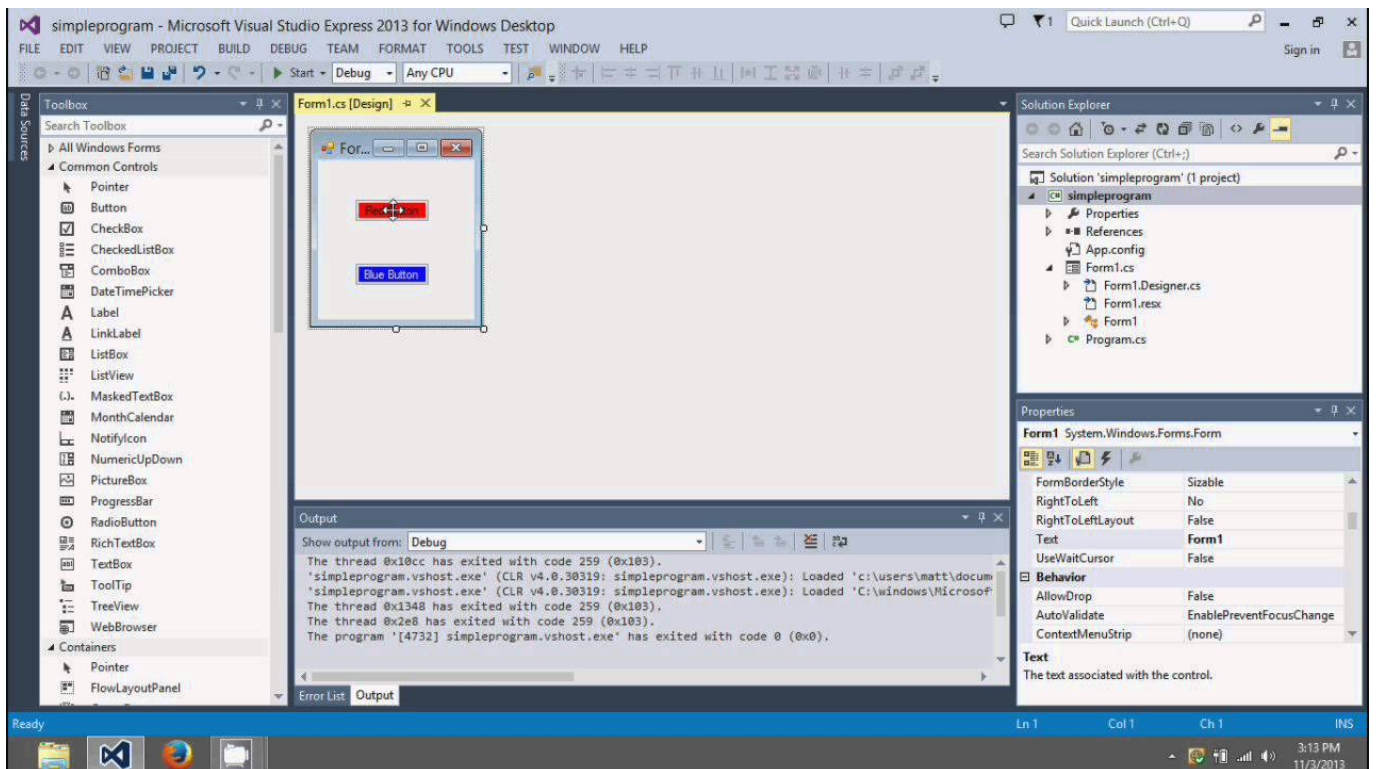 simpleprogram - Microsoft Visual Studio Express 2013 for Windows Desktop
1
Quick Launch (Ctrl+Q)
FILE EDIT VIEW PROJECT BUILD DEBUG TEAM FORMAT TOOLS TEST WINDOW HELP
Sign in
Start Debug Any CPU
Data Sources
Toolbox
Search Toolbox
All Windows Forms
Common Controls
Pointer
Button
CheckBox
CheckedListBox
ComboBox
DateTimePicker
Label
LinkLabel
ListBox
ListView
MaskedTextBox
MonthCalendar
NotifyIcon
NumericUpDown
PictureBox
ProgressBar
RadioButton
RichTextBox
TextBox
ToolTip
TreeView
WebBrowser
Containers
Pointer
FlowLayoutPanel
Form1.cs [Design]
For...
Blue Button
Output
Show output from: Debug
The thread 0x10cc has exited with code 259 (0x103).
'simpleprogram.vshost.exe' (CLR v4.0.30319: simpleprogram.vshost.exe): Loaded 'c:\users\matt\docum
'simpleprogram.vshost.exe' (CLR v4.0.30319: simpleprogram.vshost.exe): Loaded 'C:\windows\Microsof
The thread 0x1348 has exited with code 259 (0x103).
The thread 0x2e8 has exited with code 259 (0x103).
The program '[4732] simpleprogram.vshost.exe' has exited with code 0 (0x0).
Error List Output
Solution Explorer
Search Solution Explorer (Ctrl+;)
Solution 'simpleprogram' (1 project)
simpleprogram
Properties
References
App.config
Form1.cs
Form1.Designer.cs
Form1.resx
Form1
Program.cs
Properties
Form1 System.Windows.Forms.Form
FormBorderStyle Sizable
RightToLeft No
RightToLeftLayout False
Text Form1
UseWaitCursor False
Behavior
AllowDrop False
AutoValidate EnablePreventFocusChange
ContextMenuStrip (none)
Text
The text associated with the control.
Ready
Ln 1 Col 1 Ch 1 INS
3:13 PM
11/3/2013